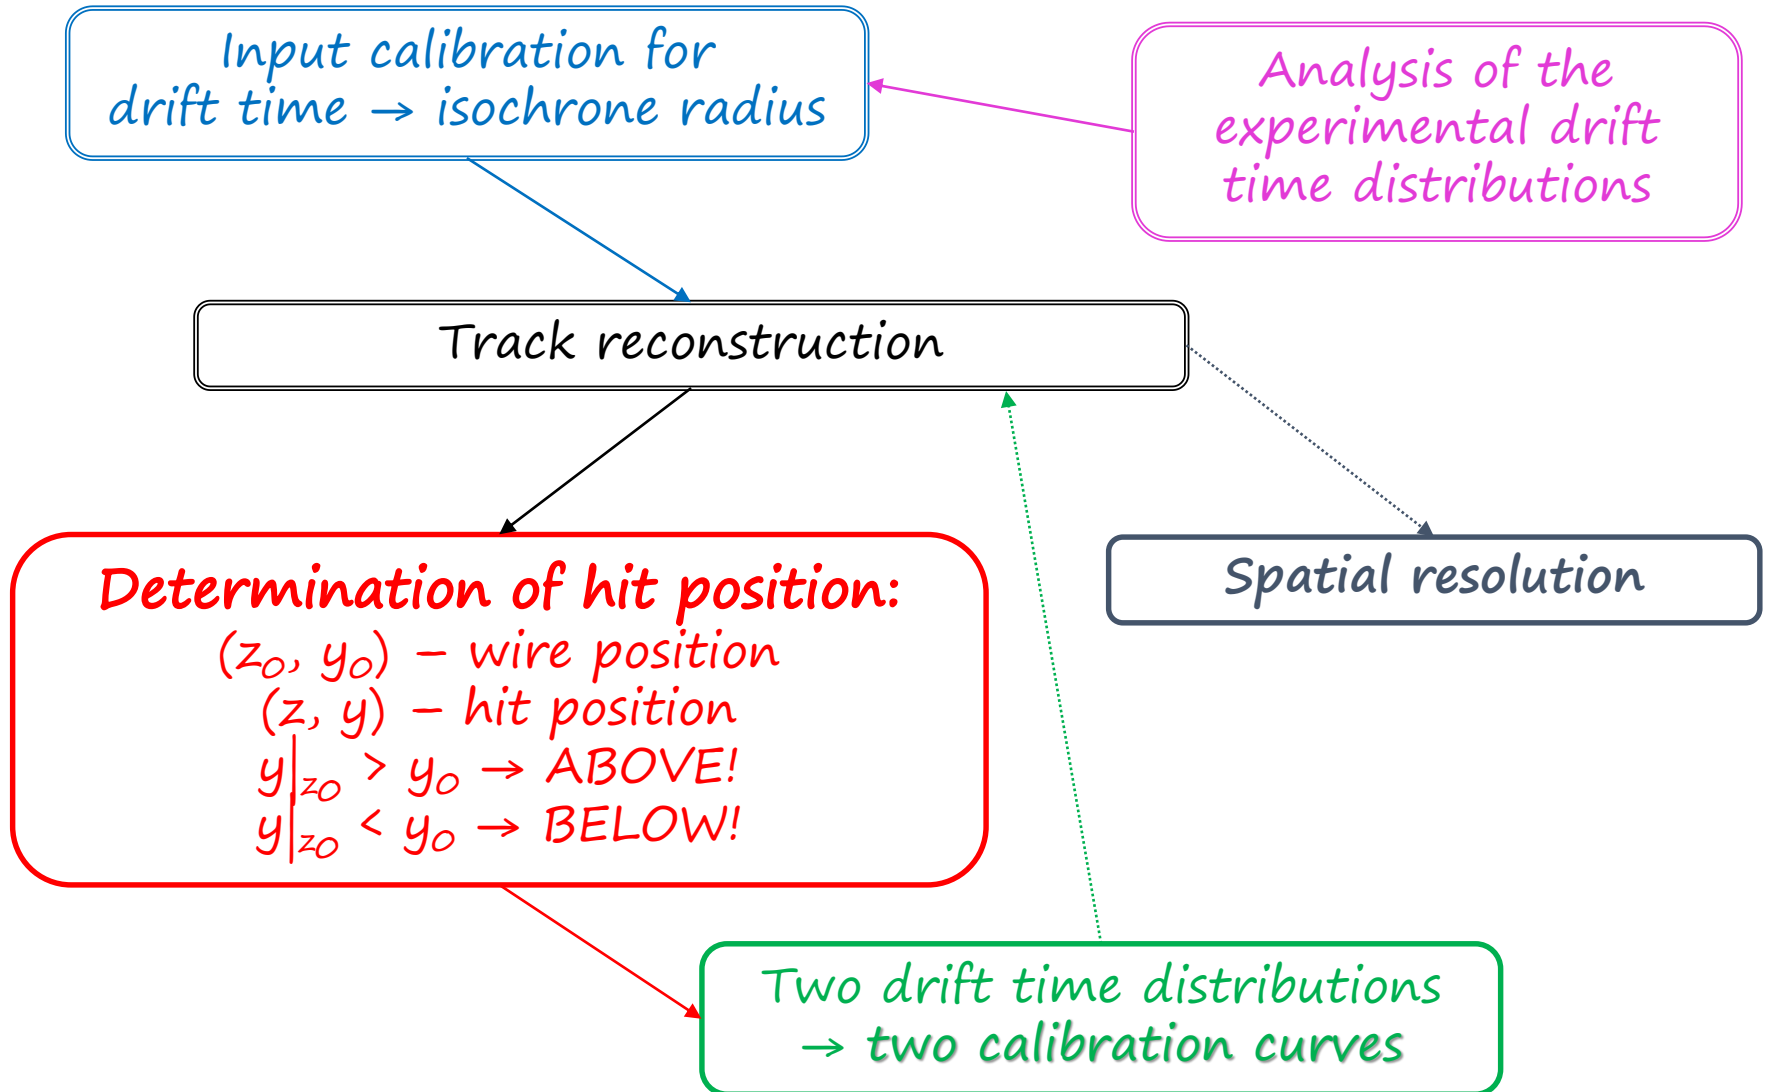 Input calibration for
drift time → isochrone radius
Analysis of the
experimental drift
time distributions
Track reconstruction
Determination of hit position:
(z₀, y₀) – wire position
(z, y) – hit position
y|z₀ > y₀ → ABOVE!
y|z₀ < y₀ → BELOW!
Spatial resolution
Two drift time distributions
→ two calibration curves